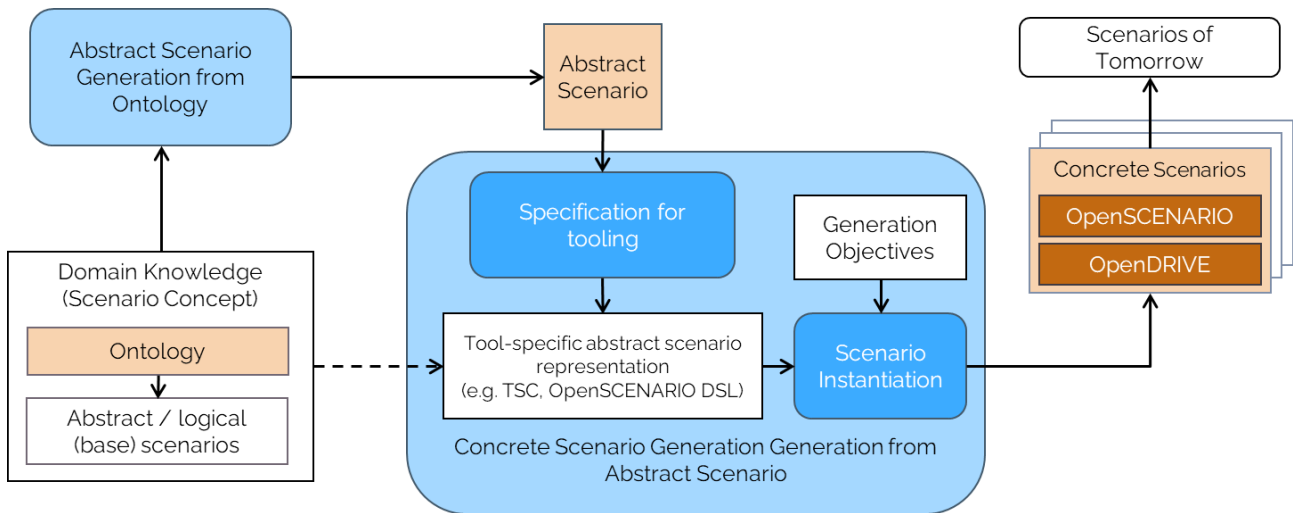 Abstract Scenario
Generation from
Ontology
Abstract
Scenario
Scenarios of
Tomorrow
Concrete Scenarios
OpenSCENARIO
OpenDRIVE
Specification for
tooling
Generation
Objectives
Domain Knowledge
(Scenario Concept)
Ontology
Abstract / logical
(base) scenarios
Tool-specific abstract scenario
representation
(e.g. TSC, OpenSCENARIO DSL)
Scenario
Instantiation
Concrete Scenario Generation Generation from
Abstract Scenario